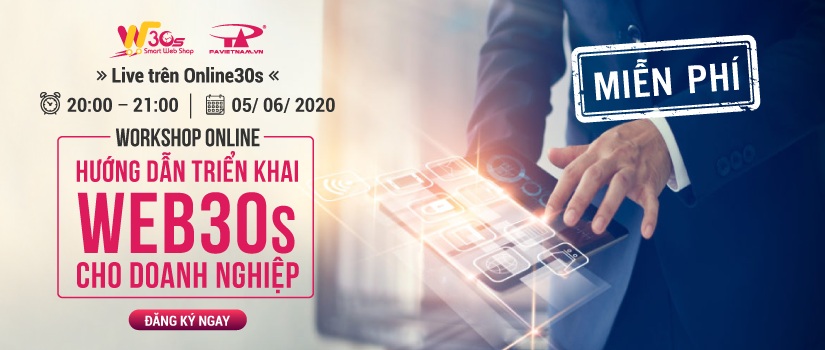 W30s
Smart Web Shop
PAVIETNAM.VN
» Live trên Online30s «
20:00 – 21:00 | 05/ 06/ 2020
MIỄN PHÍ
WORKSHOP ONLINE
HƯỚNG DẪN TRIỂN KHAI
WEB30s
CHO DOANH NGHIỆP
ĐĂNG KÝ NGAY